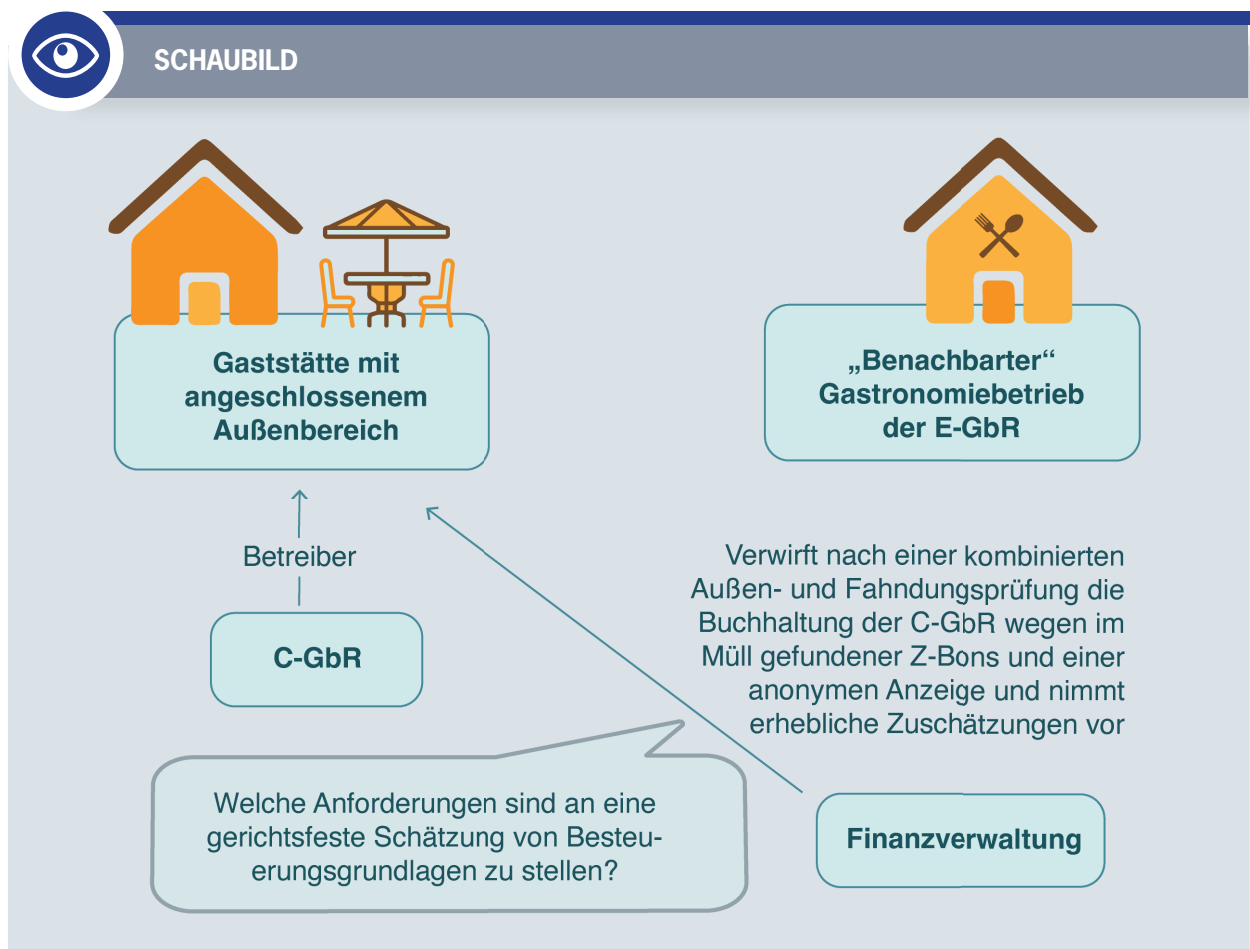 SCHAUBILD
Gaststätte mit
angeschlossenem
Außenbereich
„Benachbarter“
Gastronomiebetrieb
der E-GbR
Betreiber
C-GbR
Verwirft nach einer kombinierten
Außen- und Fahndungsprüfung die
Buchhaltung der C-GbR wegen im
Müll gefundener Z-Bons und einer
anonymen Anzeige und nimmt
erhebliche Zuschätzungen vor
Welche Anforderungen sind an eine
gerichtsfeste Schätzung von Besteu-
erungsgrundlagen zu stellen?
Finanzverwaltung